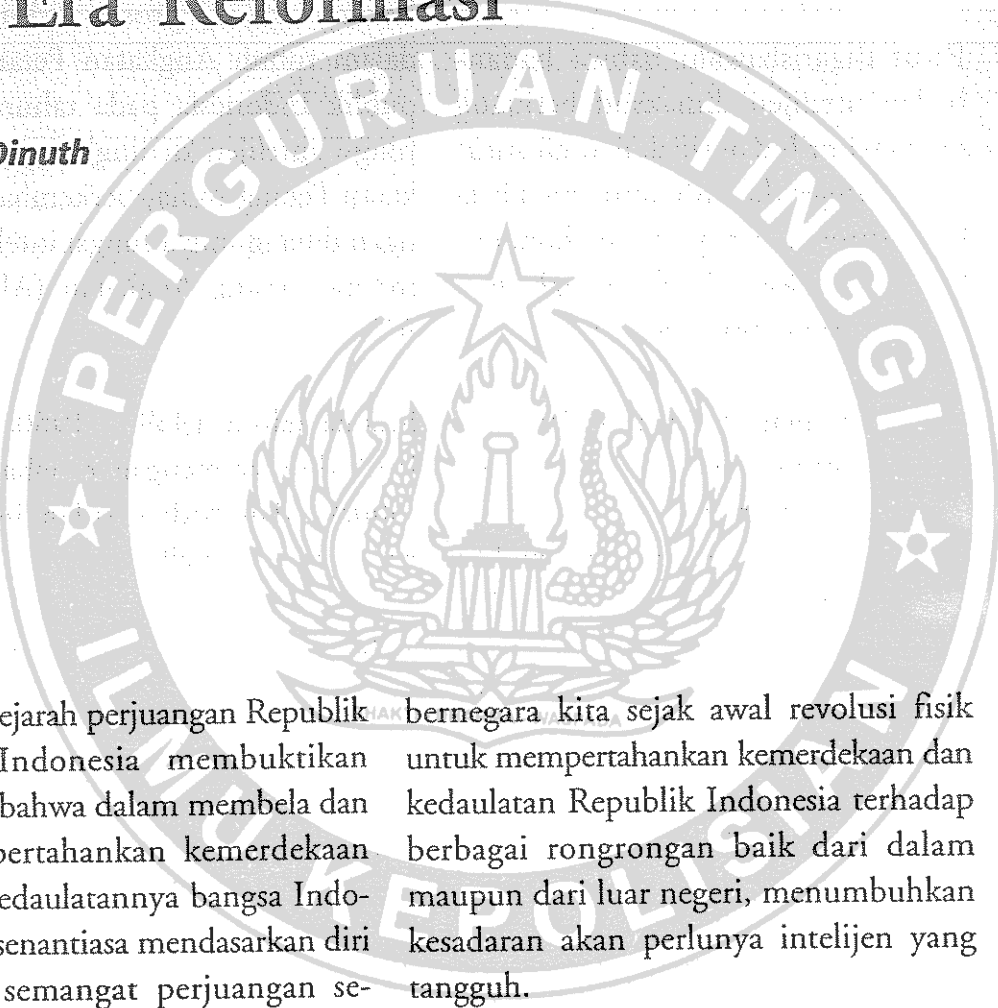 Era Reformasi
Dinuth
PERGURUAN TINGGI
ILMU KEPOLISIAN
ejarah perjuangan Republik
Indonesia membuktikan
bahwa dalam membela dan
pertahankan kemerdekaan
edaulatannya bangsa Indo-
senantiasa mendasarkan diri
semangat perjuangan se-
bernegara kita sejak awal revolusi fisik
untuk mempertahankan kemerdekaan dan
kedaulatan Republik Indonesia terhadap
berbagai rongrongan baik dari dalam
maupun dari luar negeri, menumbuhkan
kesadaran akan perlunya intelijen yang
tangguh.